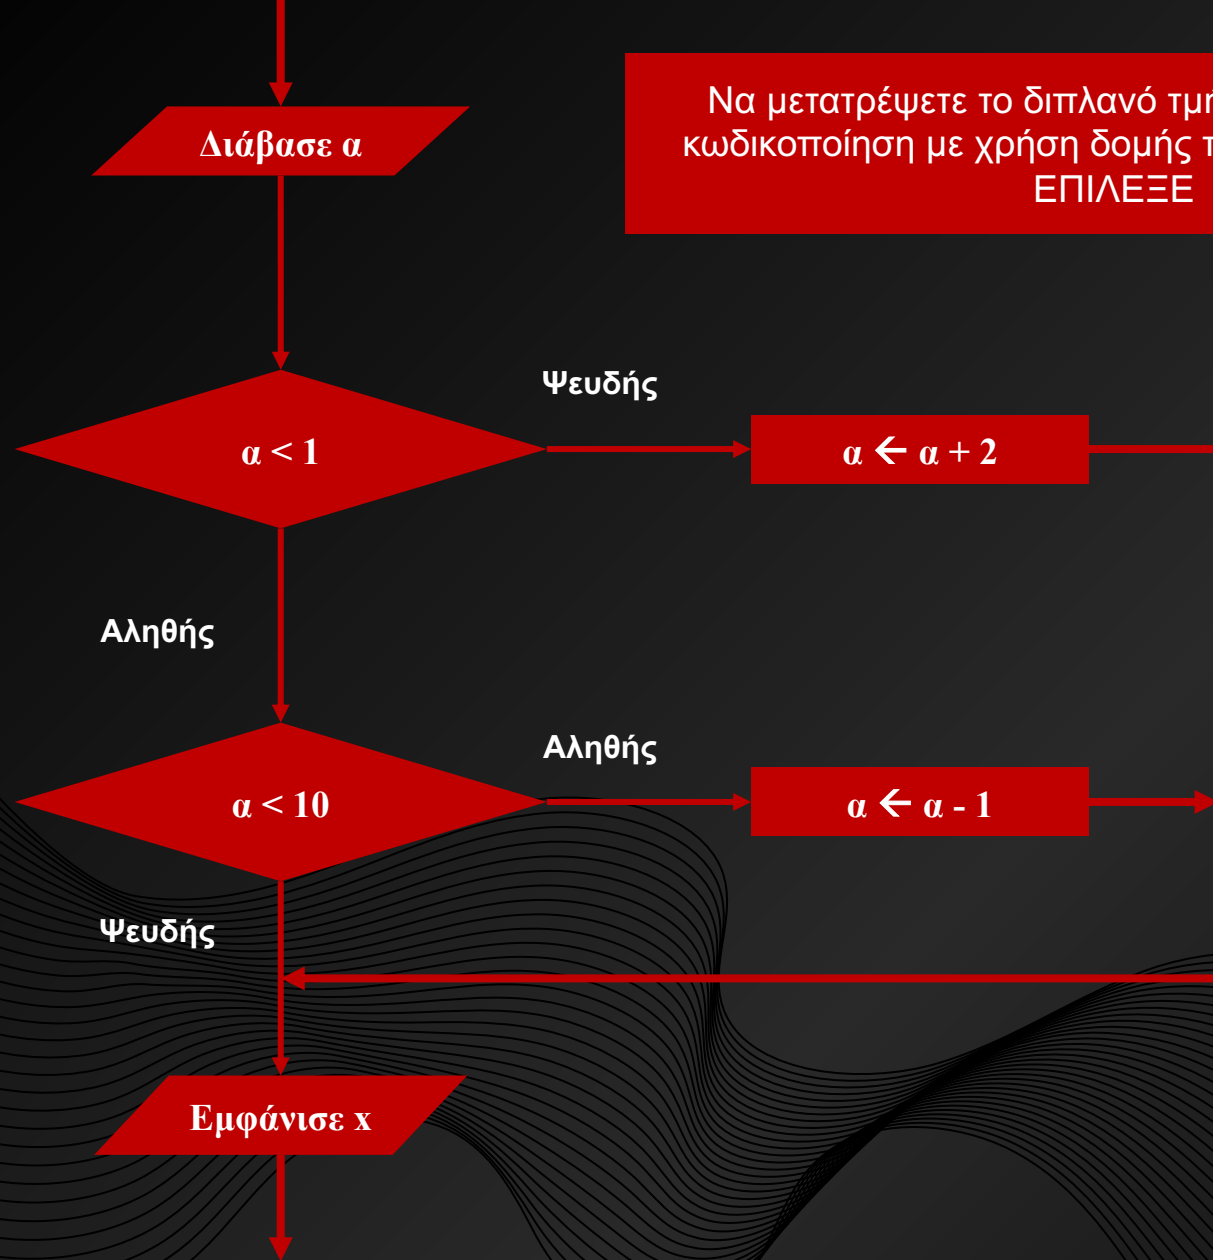 Διάβασε α
Να μετατρέψετε το διπλανό
κωδικοποίηση με χρήση δομής
ΕΠΙΛΕΞΕ
Ψευδής
α < 1
α ← α + 2
Αληθής
Αληθής
α < 10
α ← α - 1
Ψευδής
Εμφάνισε x